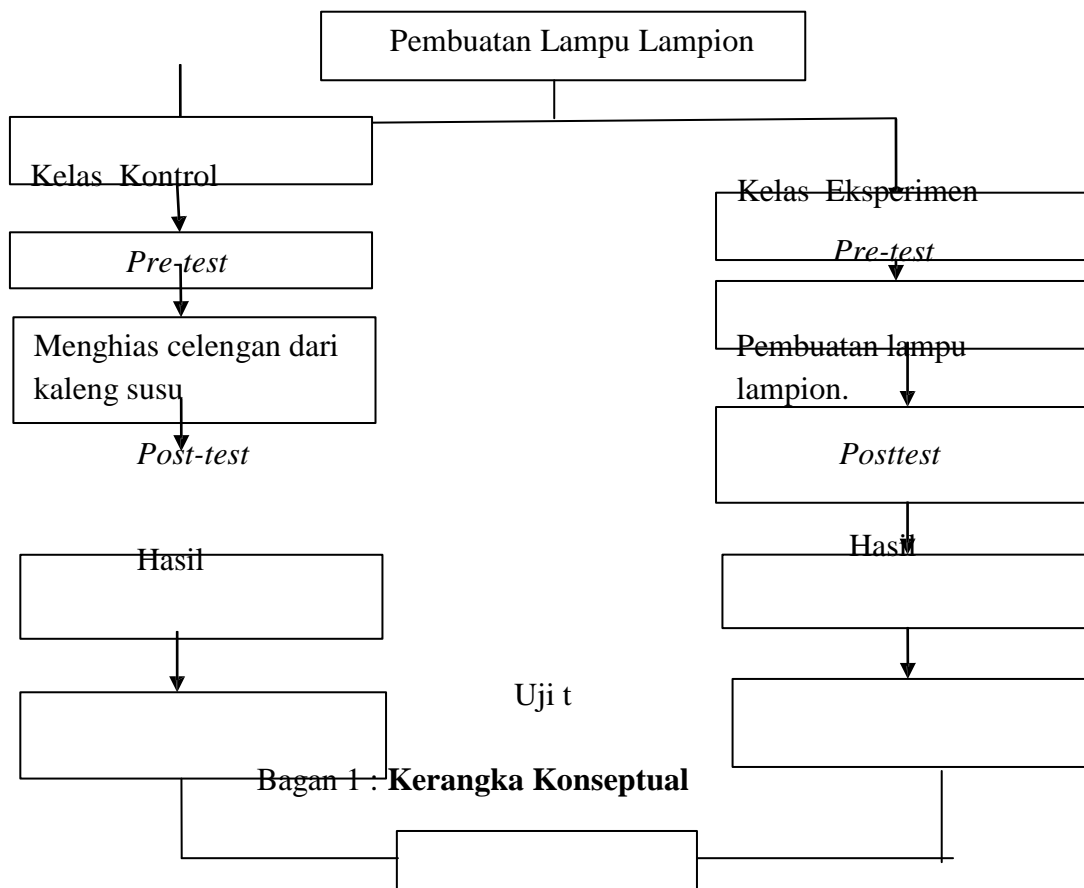 Pembuatan Lampu Lampion
Kelas Kontrol
Kelas Eksperimen
Pre-test
Pre-test
Menghias celengan dari
kaleng susu
Pembuatan lampu
lampion.
Post-test
Posttest
Hasil
Hasil
Uji t
Bagan 1 : Kerangka Konseptual